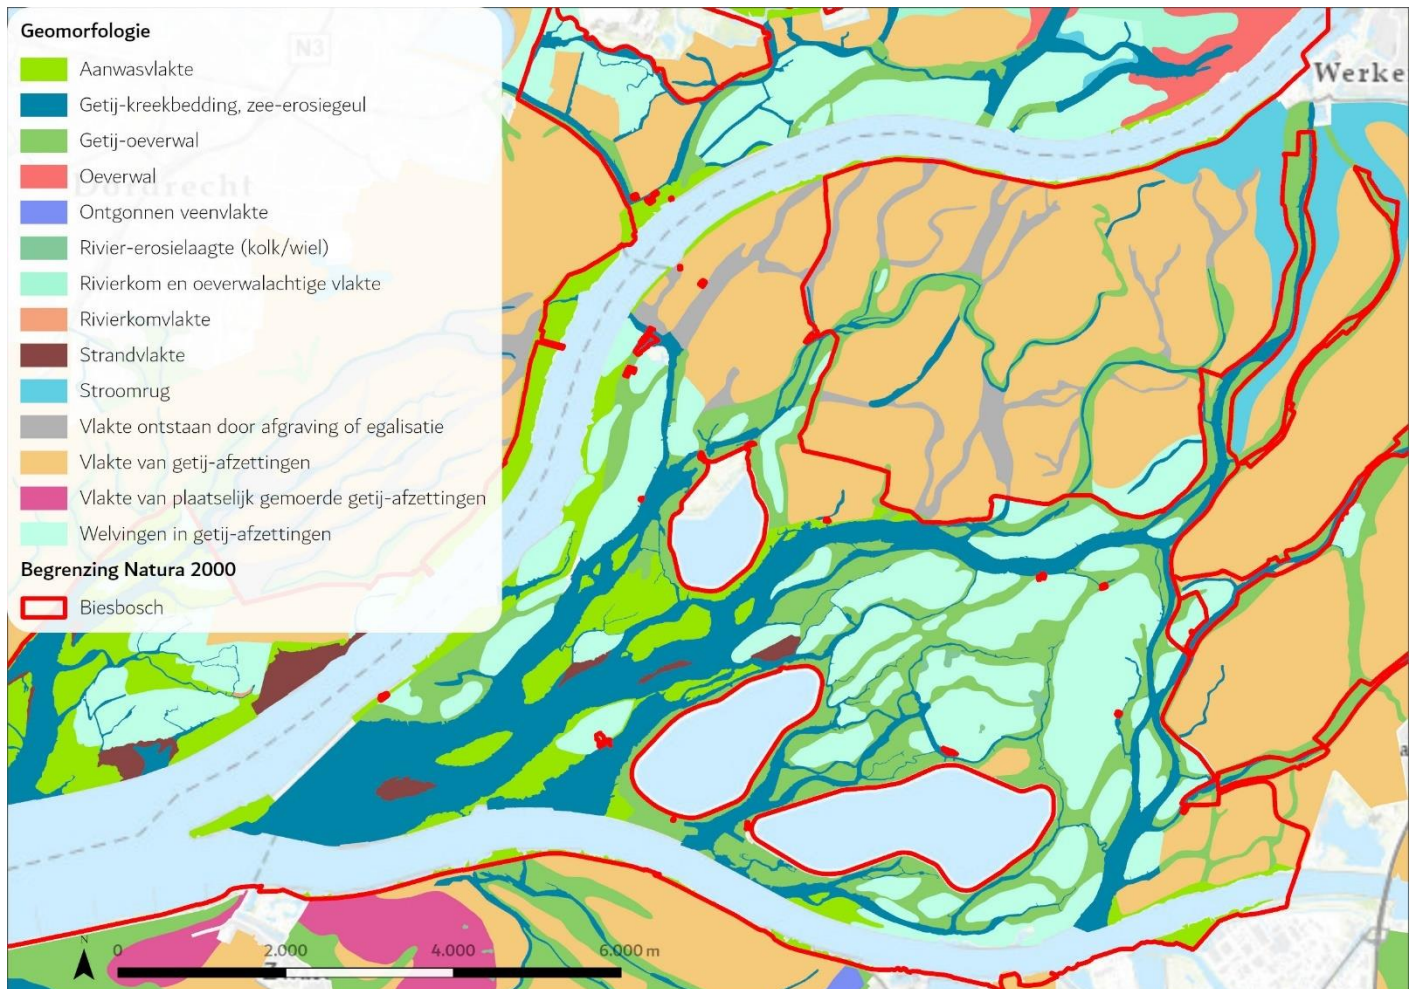 Geomorfologie
Aanwasvlakte
Getij-kreekbedding, zee-erosiegeul
Getij-oeverwal
Oeverwal
Ontgonnen veenvlakte
Rivier-erosielaagte (kolk/wiel)
Rivierkom en oeverwalachtige vlakte
Rivierkomvlakte
Strandvlakte
Stroomrug
Vlakte ontstaan door afgraving of egalisatie
Vlakte van getij-afzettingen
Vlakte van plaatselijk gemoerde getij-afzettingen
Welvingen in getij-afzettingen
Begrenzing Natura 2000
Biesbosch
N3
Dordrecht
Werke
N
0 2.000 4.000 6.000 m